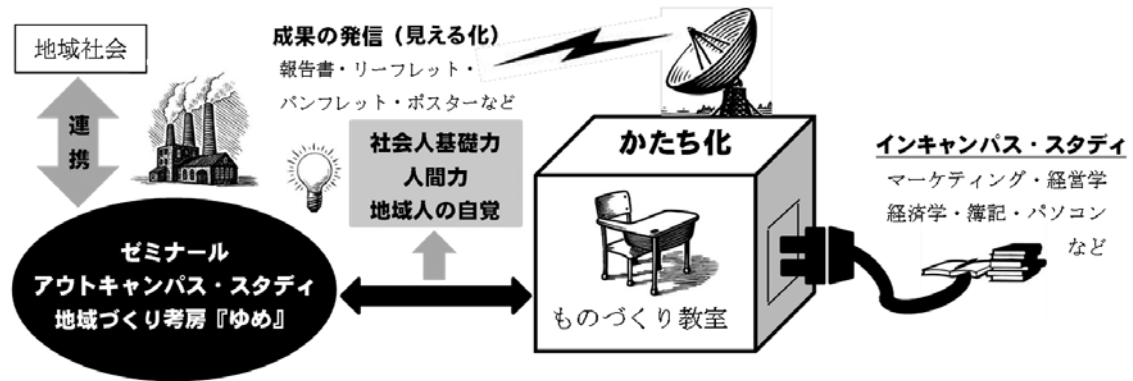 地域社会
連携
成果の発信（見える化）
報告書・リーフレット・
パンフレット・ポスターなど
社会人基礎力
人間力
地域人の自覚
ゼミナール
アウトキャンパス・スタディ
地域づくり考房『ゆめ』
かたち化
ものづくり教室
インキャンパス・スタディ
マーケティング・経営学
経済学・簿記・パソコン
など